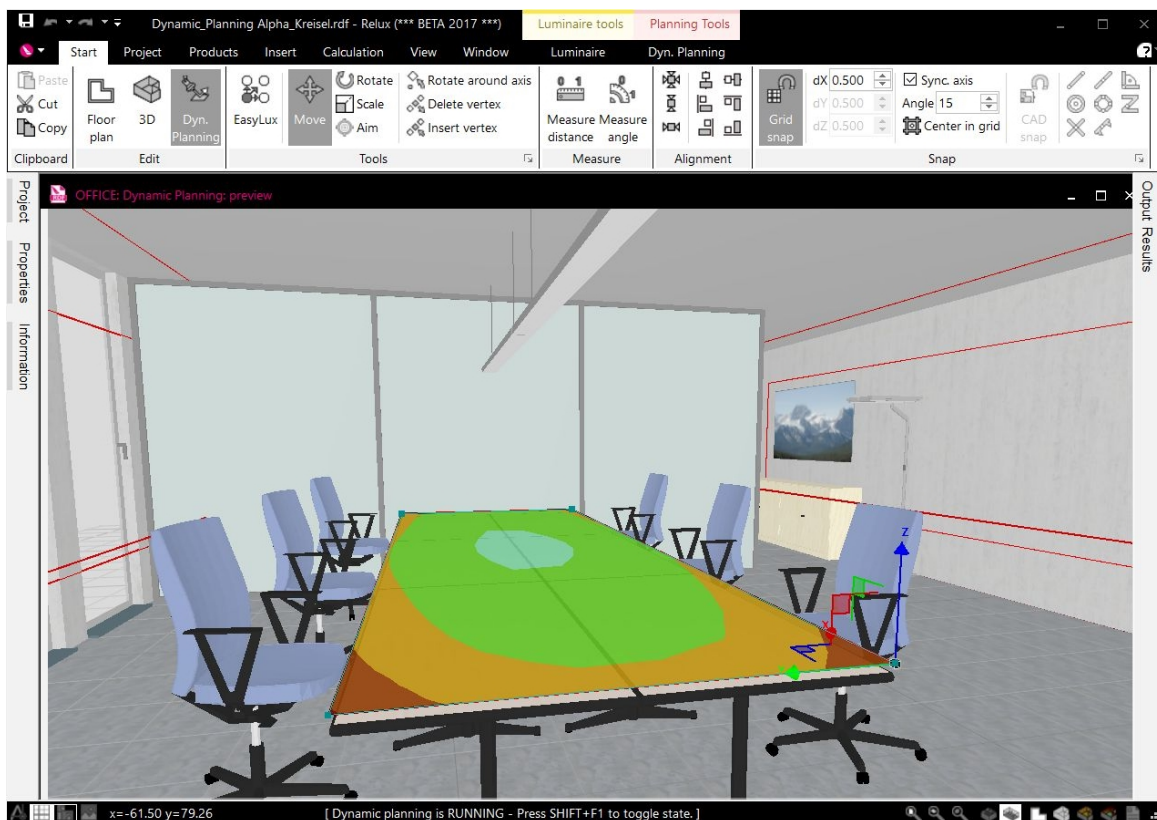 Dynamic_Planning Alpha_Kreisel.rdf - Relux (*** BETA 2017 ***)
Luminaire tools
Planning Tools
Start Project Products Insert Calculation View Window Luminaire Dyn. Planning
Paste
Cut
Copy
Clipboard
Floor plan
3D
Dyn. Planning
Edit
EasyLux
Move
Rotate
Scale
Aim
Rotate around axis
Delete vertex
Insert vertex
Tools
Measure distance
Measure angle
Measure
Alignment
Grid snap
dX 0.500
dY 0.500
dZ 0.500
Sync. axis
Angle 15
Center in grid
CAD snap
Snap
Project
Properties
Information
OFFICE: Dynamic Planning: preview
Output Results
Z
X
x=-61.50 y=79.26
[ Dynamic planning is RUNNING - Press SHIFT+F1 to toggle state. ]